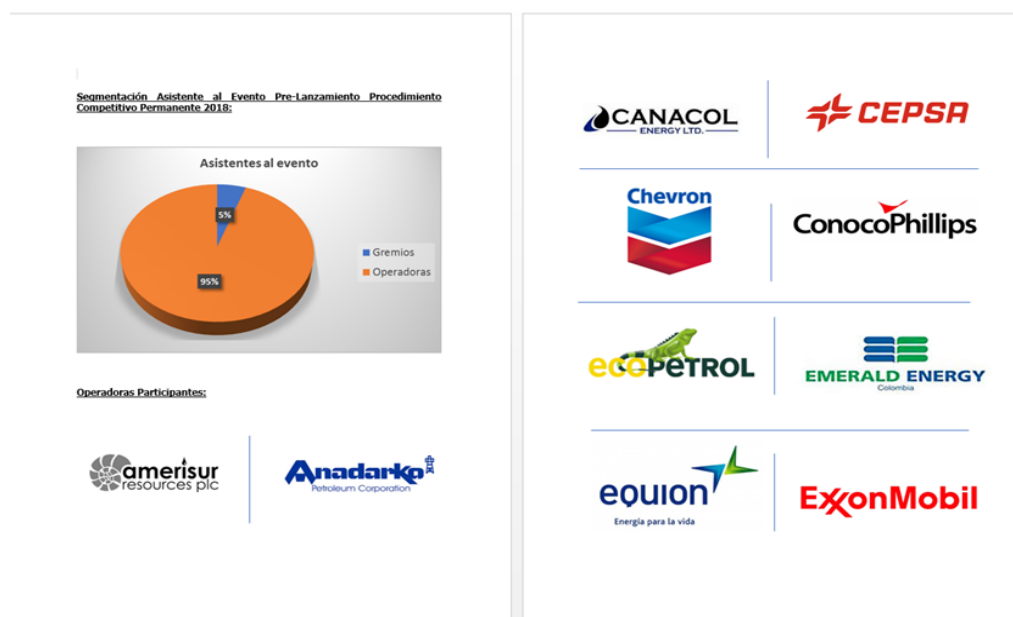 Segmentación Asistente al Evento Pre-Lanzamiento Procedimiento
Competitivo Permanente 2018:
Asistentes al evento
5%
95%
Gremios
Operadoras
Operadoras Participantes:
amerisur
resources plc
Anadarko
Petroleum Corporation
CANACOL
ENERGY LTD.
CEPSA
Chevron
ConocoPhillips
ecopetrol
EMERALD ENERGY
Colombia
equion
Energía para la vida
ExxonMobil